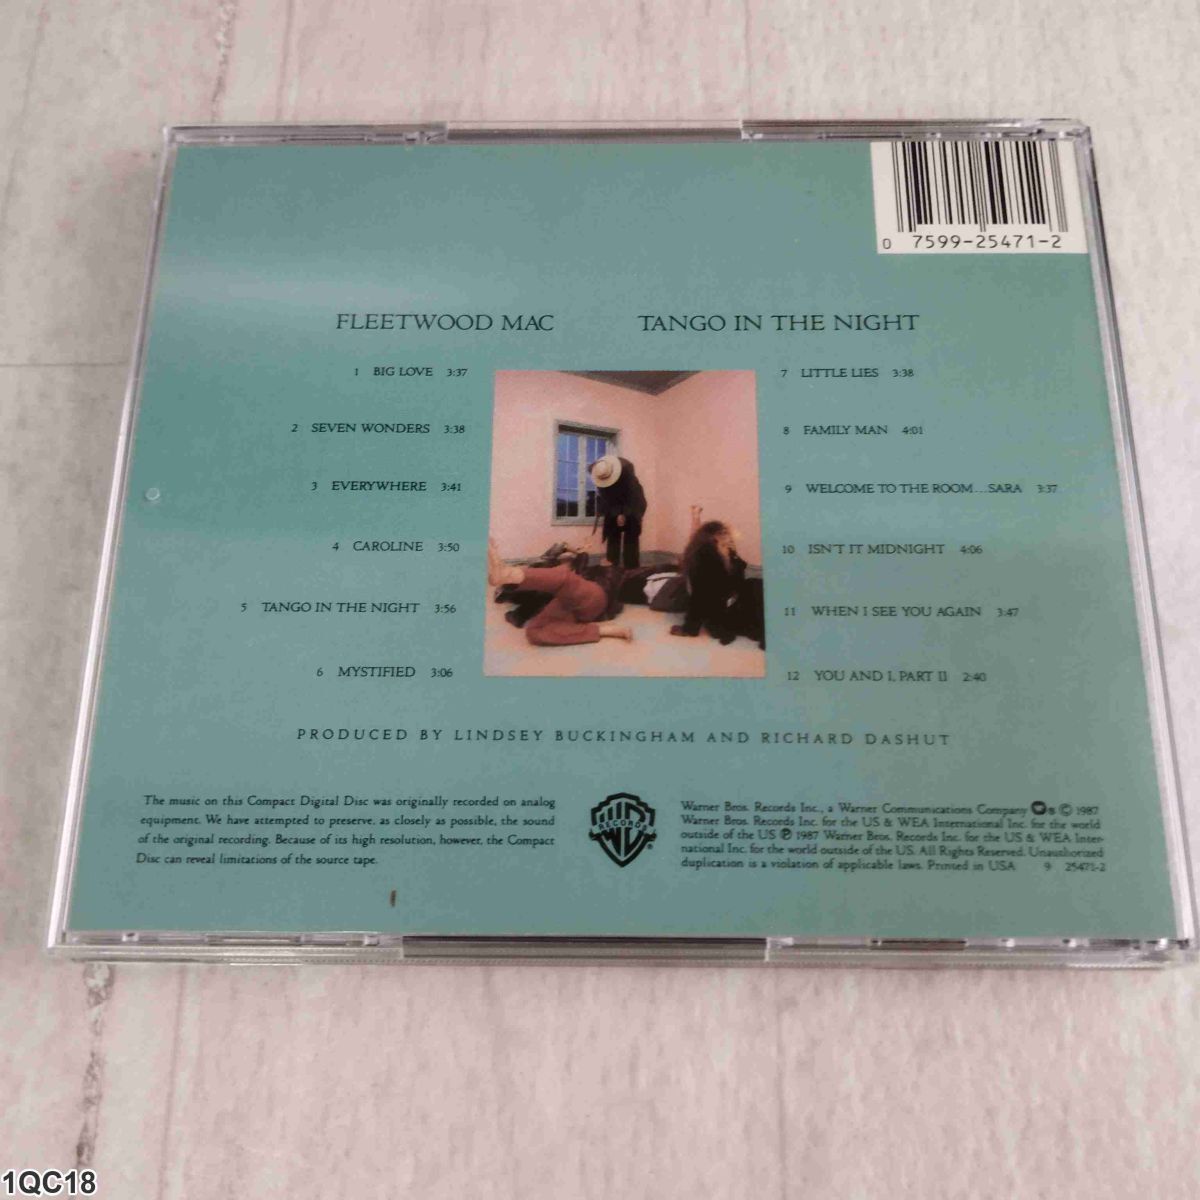 0 7599-25471-2
FLEETWOOD MAC TANGO IN THE NIGHT
1 BIG LOVE 3:37
2 SEVEN WONDERS 3:38
3 EVERYWHERE 3:41
4 CAROLINE 3:50
5 TANGO IN THE NIGHT 3:56
6 MYSTIFIED 3:06
7 LITTLE LIES 3:38
8 FAMILY MAN 4:01
9 WELCOME TO THE ROOM...SARA 3:37
10 ISN'T IT MIDNIGHT 4:06
11 WHEN I SEE YOU AGAIN 3:47
12 YOU AND I, PART II 2:40
PRODUCED BY LINDSEY BUCKINGHAM AND RICHARD DASHUT
The music on this Compact Digital Disc was originally recorded on analog
equipment. We have attempted to preserve, as closely as possible, the sound
of the original recording. Because of its high resolution, however, the Compact
Disc can reveal limitations of the source tape.
RECORDS
Warner Bros. Records Inc., a Warner Communications Company ® © 1987
Warner Bros. Records Inc. for the US & WEA International Inc. for the world
outside of the US ℗ 1987 Warner Bros. Records Inc. for the US & WEA Inter-
national Inc. for the world outside of the US. All Rights Reserved. Unauthorized
duplication is a violation of applicable laws. Printed in USA 9 25471-2
1QC18